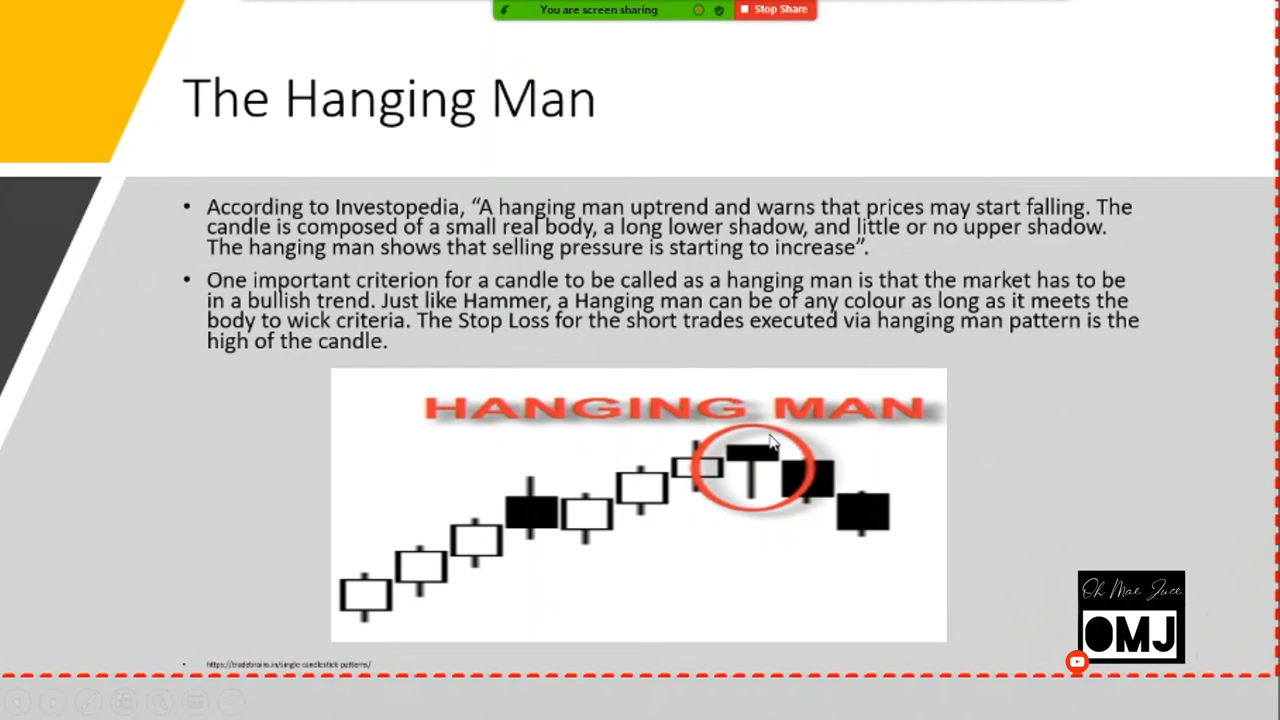 You are screen sharing
Stop Share
The Hanging Man
• According to Investopedia, “A hanging man uptrend and warns that prices may start falling. The
candle is composed of a small real body, a long lower shadow, and little or no upper shadow.
The hanging man shows that selling pressure is starting to increase”.
• One important criterion for a candle to be called as a hanging man is that the market has to be
in a bullish trend. Just like Hammer, a Hanging man can be of any colour as long as it meets the
body to wick criteria. The Stop Loss for the short trades executed via hanging man pattern is the
high of the candle.
HANGING MAN
Oh Mae Juce
OMJ
• https://tradebrains.in/single-candlestick-patterns/